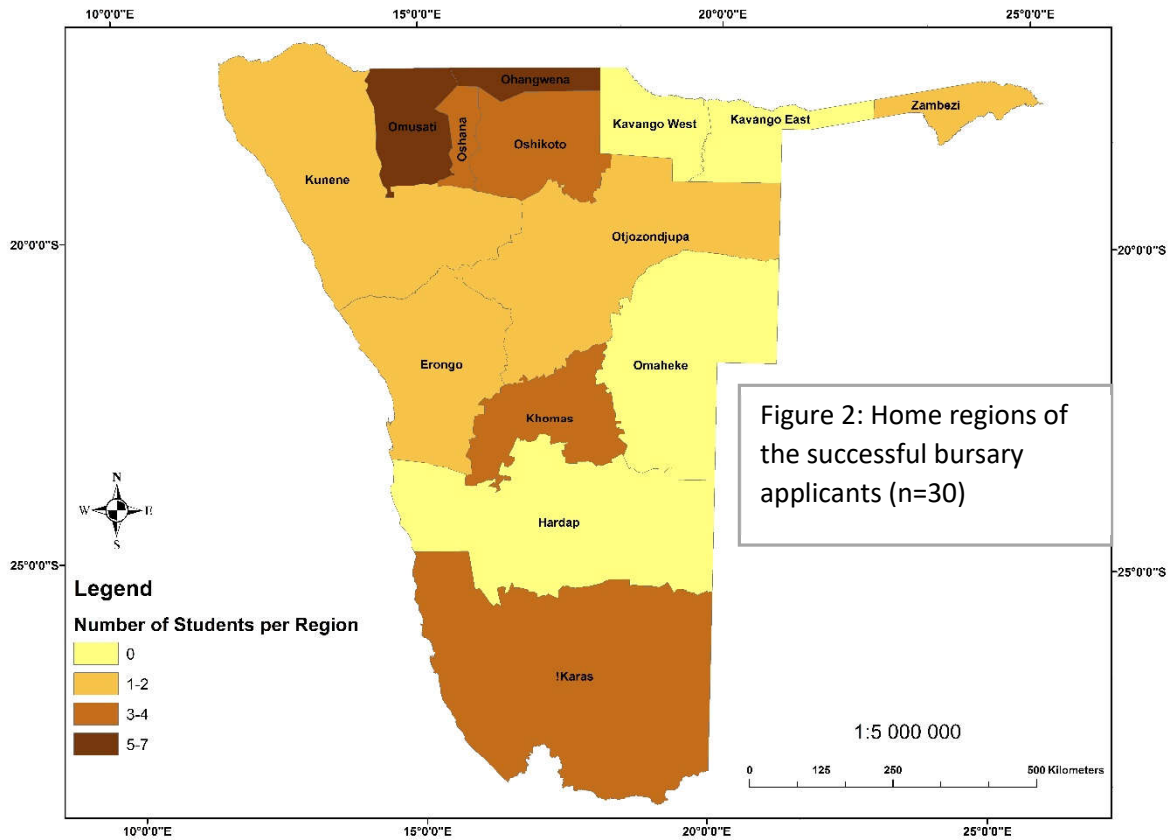 10°0'0"E 15°0'0"E 20°0'0"E 25°0'0"E
Ohangwena
Zambezi
Kavango West
Kavango East
Omusati
Oshana
Oshikoto
Kunene
Otjozondjupa
20°0'0"S
20°0'0"S
Erongo
Omaheke
Khomas
Figure 2: Home regions of
the successful bursary
applicants (n=30)
N
W E
S
Hardap
25°0'0"S
25°0'0"S
Legend
Number of Students per Region
0
1-2
3-4
5-7
!Karas
1:5 000 000
0 125 250 500 Kilometers
10°0'0"E 15°0'0"E 20°0'0"E 25°0'0"E